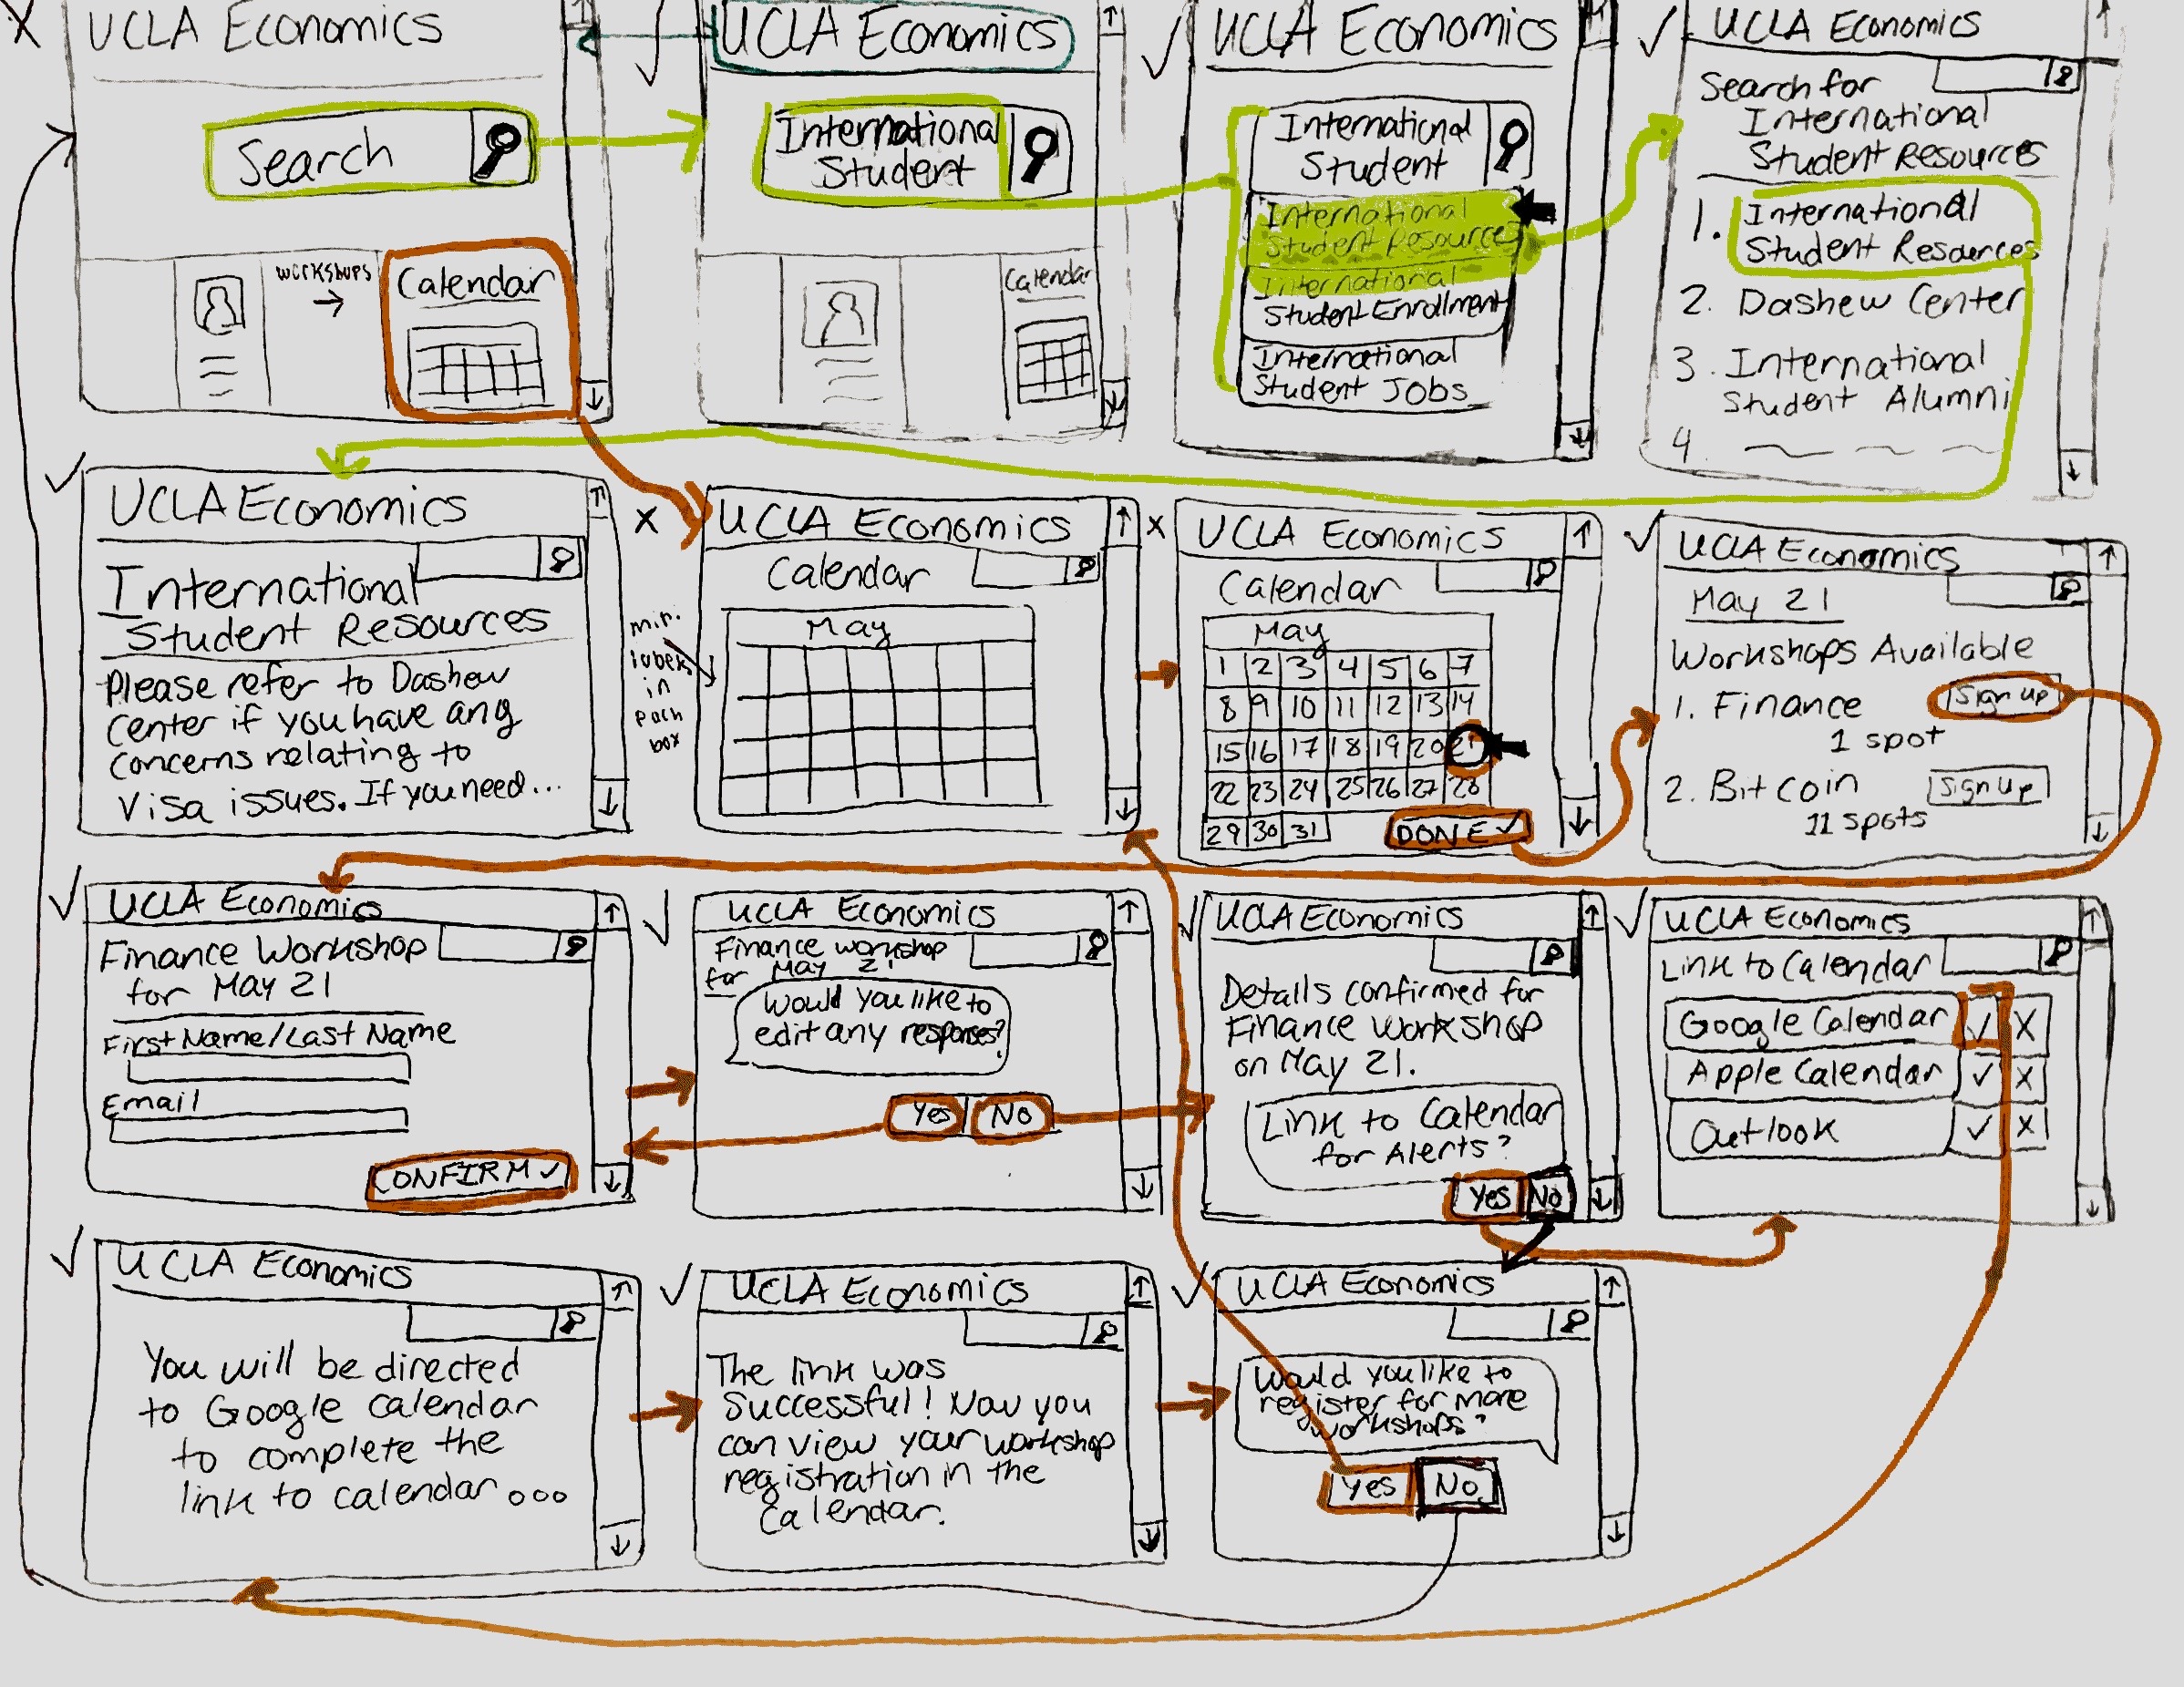 X
UCLA Economics
↑
Search
workshops
→
Calendar
↓
✓
UCLA Economics
↑
International
Student
Calendar
↓
✓
UCLA Economics
↑
International
Student
International
Student Resources
International
Student Enrollment
International
Student Jobs
↓
✓
UCLA Economics
↑
Search for
International
Student Resources
1. International
Student Resources
2. Dashew Center
3. International
Student Alumni
4.
↓
✓
UCLA Economics
↑
International
Student Resources
Please refer to Dashew
Center if you have any
concerns relating to
Visa issues. If you need...
↓
X
UCLA Economics
↑
Calendar
May
in
box
↓
X
UCLA Economics
↑
Calendar
May
1 2 3 4 5 6 7
8 9 10 11 12 13 14
15 16 17 18 19 20 21
22 23 24 25 26 27 28
29 30 31
DONE ✓
↓
✓
UCLA Economics
↑
May 21
Workshops Available
1. Finance Sign up
1 spot
2. Bitcoin Sign up
11 spots
↓
✓
UCLA Economics
↑
Finance Workshop
for May 21
First Name/Last Name
Email
CONFIRM ✓
↓
✓
UCLA Economics
↑
Finance workshop
for May 21
Would you like to
edit any responses?
Yes No
↓
✓
UCLA Economics
↑
Details confirmed for
Finance Workshop
on May 21.
Link to Calendar
for Alerts?
Yes No
↓
✓
UCLA Economics
↑
Link to Calendar
Google Calendar ✓ X
Apple Calendar ✓ X
Outlook ✓ X
↓
✓
UCLA Economics
↑
You will be directed
to Google Calendar
to complete the
link to calendar...
↓
✓
UCLA Economics
↑
The link was
Successful! Now you
can view your workshop
registration in the
Calendar.
↓
✓
UCLA Economics
↑
Would you like to
register for more
workshops?
Yes No
↓